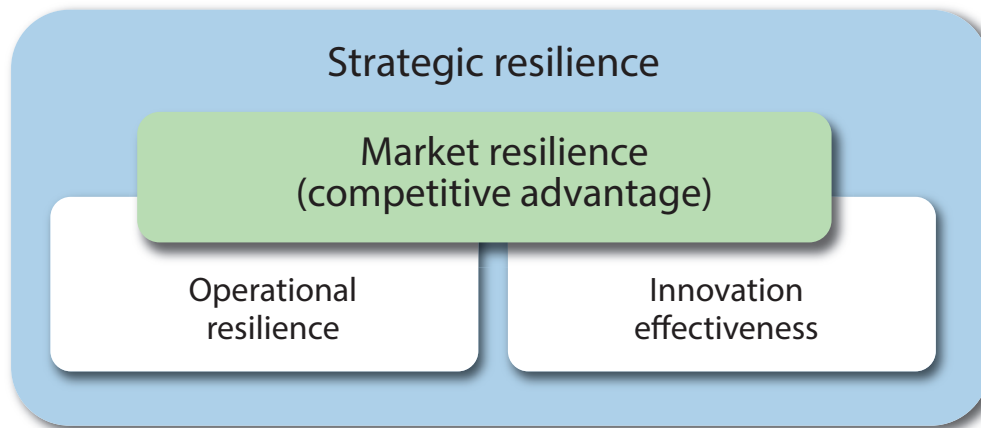 Strategic resilience
Market resilience
(competitive advantage)
Operational
resilience
Innovation
effectiveness